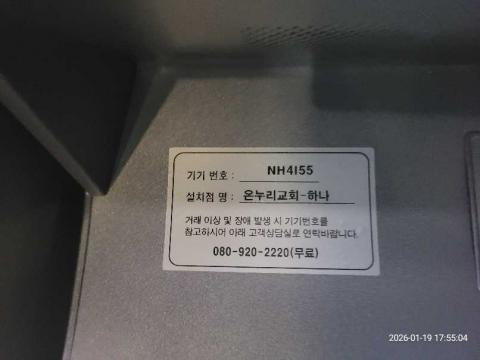 기기 번호 : NH4155
설치점 명 : 온누리교회-하나
거래 이상 및 장애 발생 시 기기번호를
참고하시어 아래 고객상담실로 연락바랍니다.
080-920-2220(무료)
2026-01-19 17:55:04